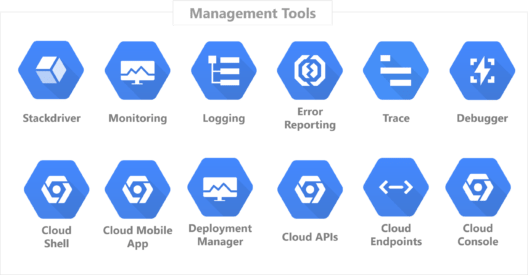 Management Tools
Stackdriver
Monitoring
Logging
Error
Reporting
Trace
Debugger
Cloud
Shell
Cloud Mobile
App
Deployment
Manager
Cloud APIs
Cloud
Endpoints
Cloud
Console